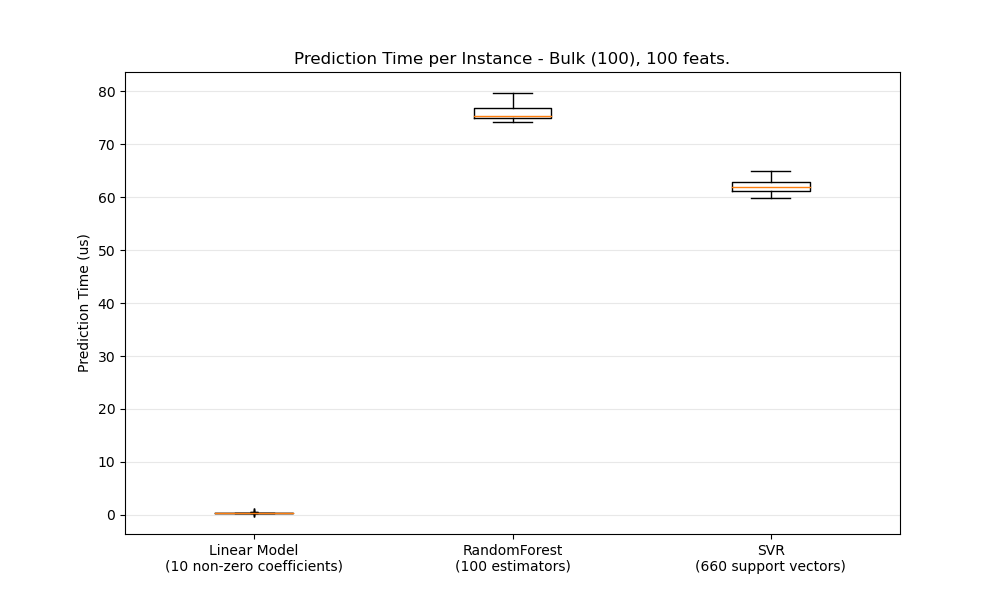 Prediction Time per Instance - Bulk (100), 100 feats.
Prediction Time (us)
80
70
60
50
40
30
20
10
0
Linear Model
(10 non-zero coefficients)
RandomForest
(100 estimators)
SVR
(660 support vectors)